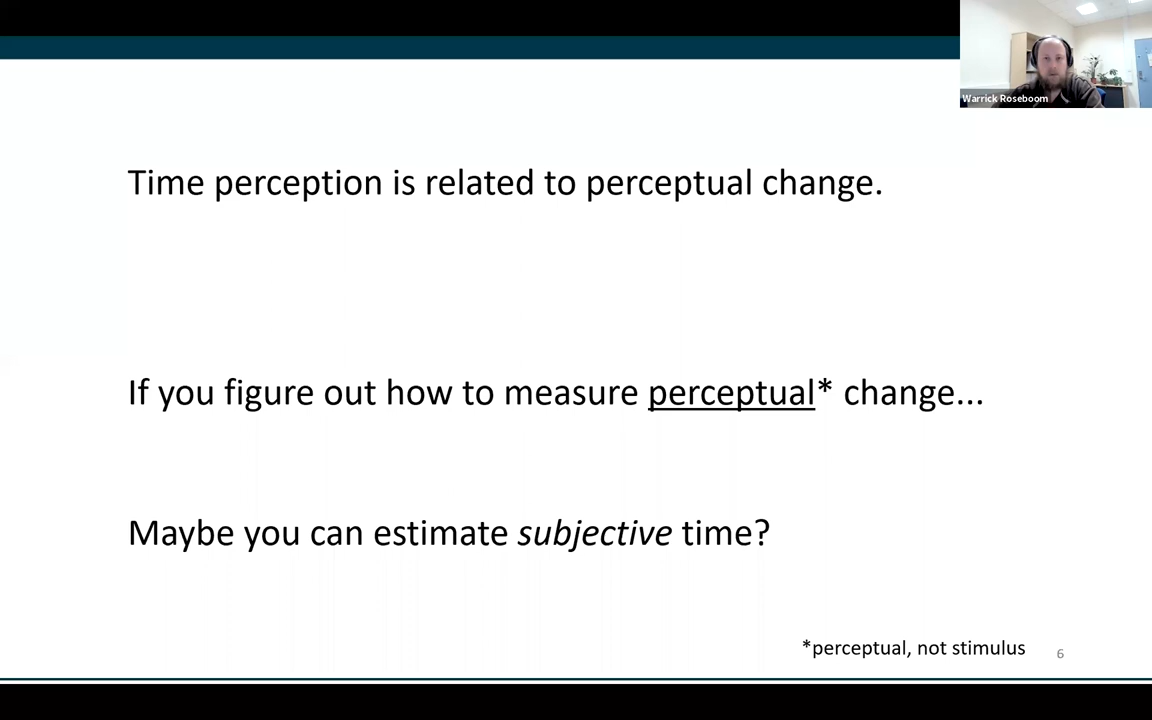 Warrick Roseboom
Time perception is related to perceptual change.
If you figure out how to measure perceptual* change...
Maybe you can estimate subjective time?
*perceptual, not stimulus
6